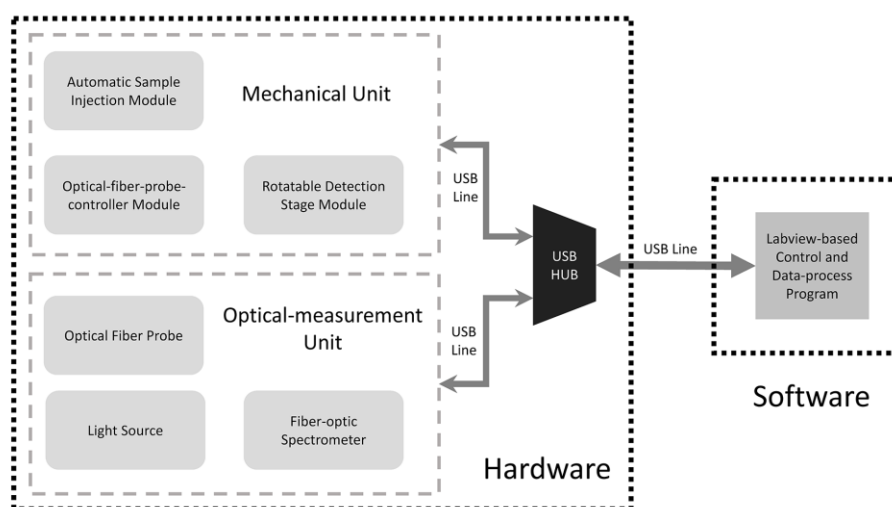 Automatic Sample
Injection Module
Mechanical Unit
Optical-fiber-probe-
controller Module
Rotatable Detection
Stage Module
USB
Line
USB
HUB
USB Line
Labview-based
Control and
Data-process
Program
Optical Fiber Probe
Optical-measurement
Unit
USB
Line
Light Source
Fiber-optic
Spectrometer
Hardware
Software